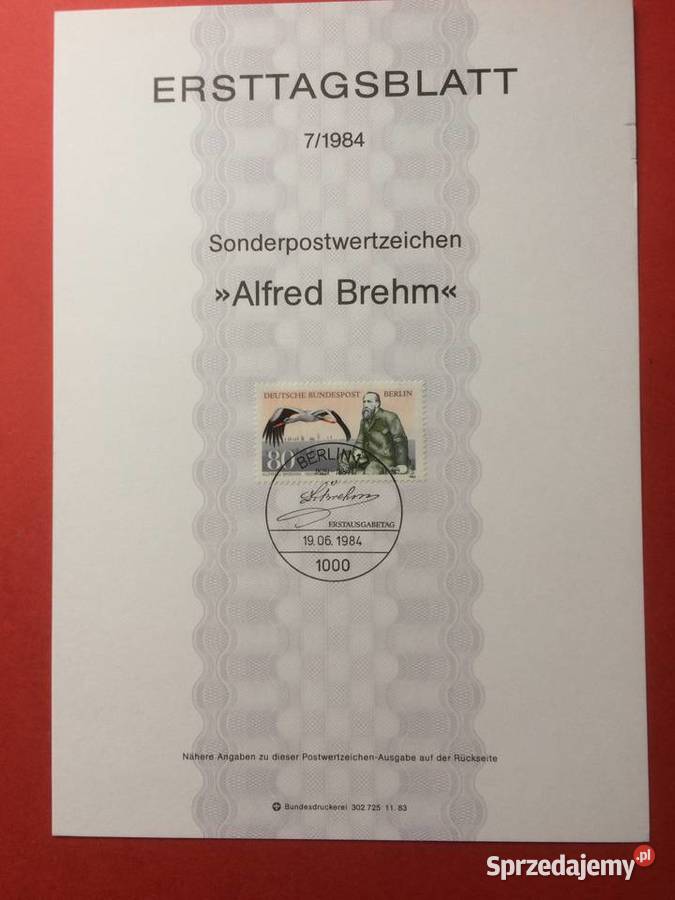 ERSTTAGSBLATT
7/1984
Sonderpostwertzeichen
»Alfred Brehm«
DEUTSCHE BUNDESPOST BERLIN
80
BERLIN 12
ERSTAUSGABETAG
19.06.1984
1000
Nähere Angaben zu dieser Postwertzeichen-Ausgabe auf der Rückseite
Bundesdruckerei 302 725 11.83
Sprzedajemy.pl